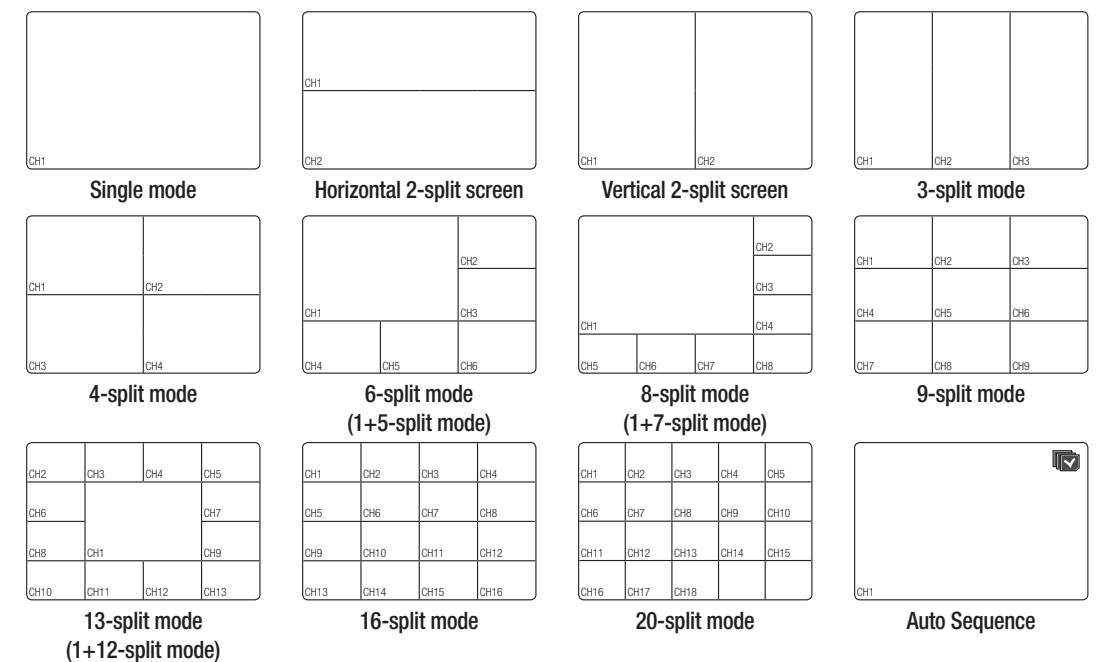 CH1
Single mode
CH1
CH2
Horizontal 2-split screen
CH1 CH2
Vertical 2-split screen
CH1 CH2 CH3
3-split mode
CH1 CH2
CH3 CH4
4-split mode
CH2
CH1 CH3
CH4 CH5 CH6
6-split mode
(1+5-split mode)
CH2
CH3
CH1 CH4
CH5 CH6 CH7 CH8
8-split mode
(1+7-split mode)
CH1 CH2 CH3
CH4 CH5 CH6
CH7 CH8 CH9
9-split mode
CH2 CH3 CH4 CH5
CH6 CH7
CH8 CH1 CH9
CH10 CH11 CH12 CH13
13-split mode
(1+12-split mode)
CH1 CH2 CH3 CH4
CH5 CH6 CH7 CH8
CH9 CH10 CH11 CH12
CH13 CH14 CH15 CH16
16-split mode
CH1 CH2 CH3 CH4 CH5
CH6 CH7 CH8 CH9 CH10
CH11 CH12 CH13 CH14 CH15
CH16 CH17 CH18
20-split mode
CH1
Auto Sequence